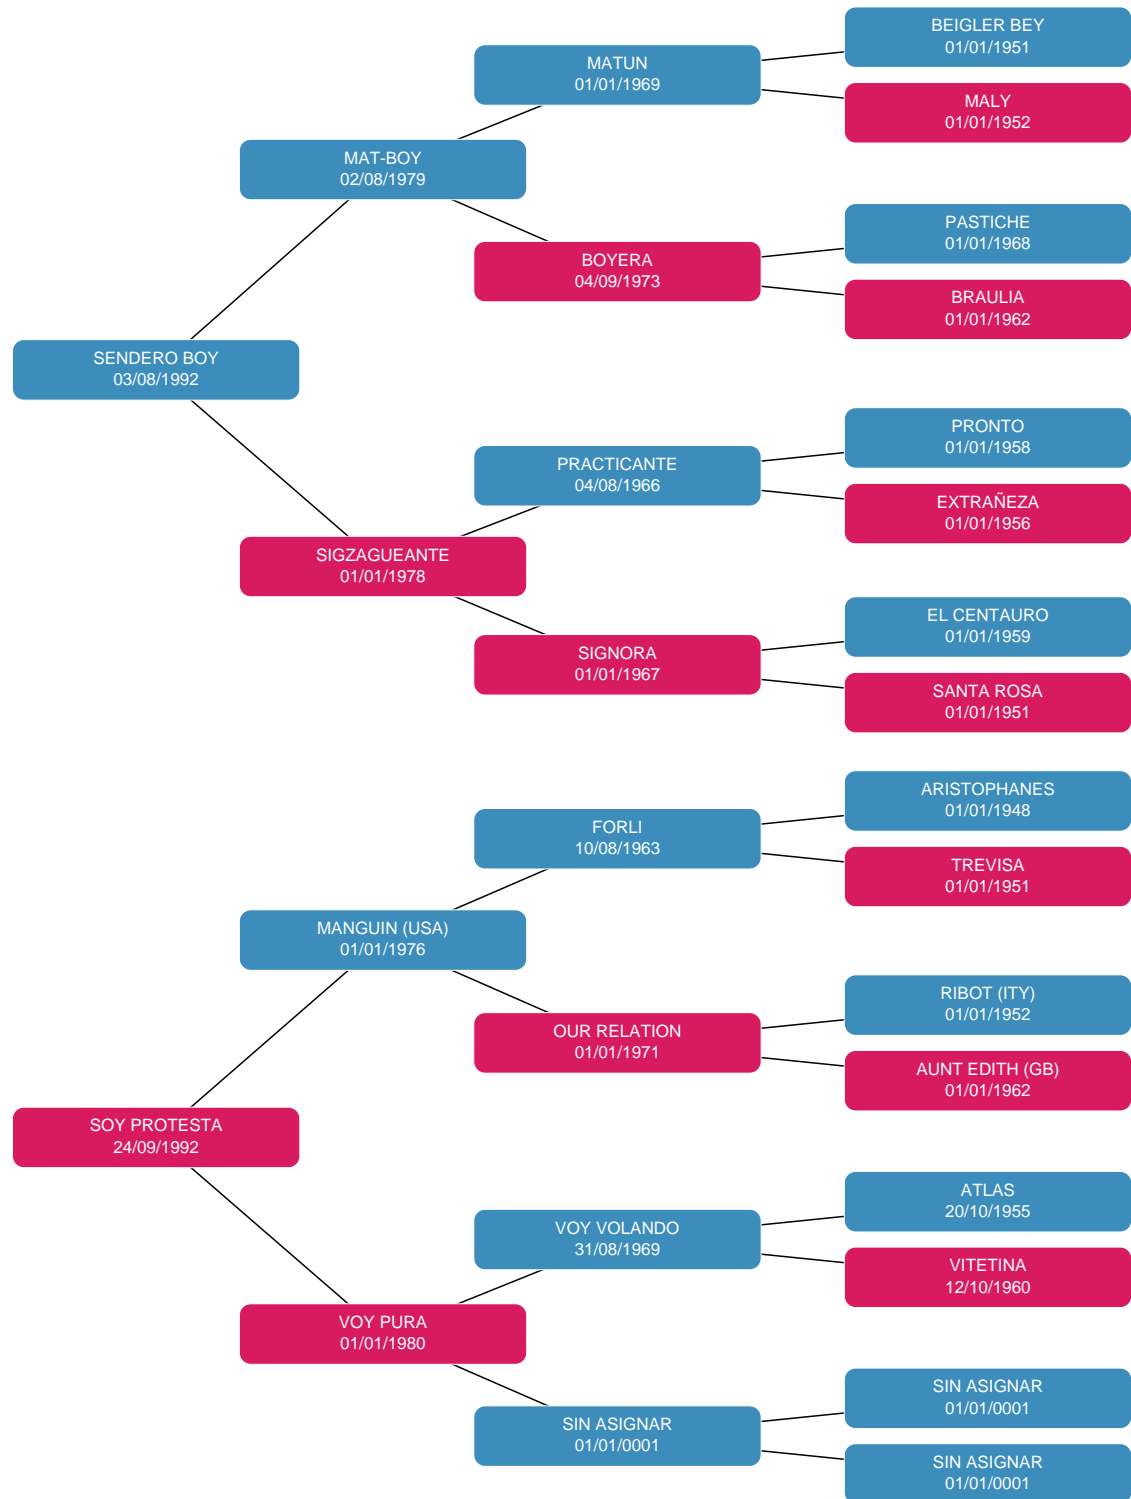 BEIGLER BEY
01/01/1951
MATUN
01/01/1969
MALY
01/01/1952
MAT-BOY
02/08/1979
PASTICHE
01/01/1968
BOYERA
04/09/1973
BRAULIA
01/01/1962
SENDERO BOY
03/08/1992
PRONTO
01/01/1958
PRACTICANTE
04/08/1966
EXTRAÑEZA
01/01/1956
SIGZAGUEANTE
01/01/1978
EL CENTAURO
01/01/1959
SIGNORA
01/01/1967
SANTA ROSA
01/01/1951
ARISTOPHANES
01/01/1948
FORLI
10/08/1963
TREVISA
01/01/1951
MANGUIN (USA)
01/01/1976
RIBOT (ITY)
01/01/1952
OUR RELATION
01/01/1971
AUNT EDITH (GB)
01/01/1962
SOY PROTESTA
24/09/1992
ATLAS
20/10/1955
VOY VOLANDO
31/08/1969
VITETINA
12/10/1960
VOY PURA
01/01/1980
SIN ASIGNAR
01/01/0001
SIN ASIGNAR
01/01/0001
SIN ASIGNAR
01/01/0001